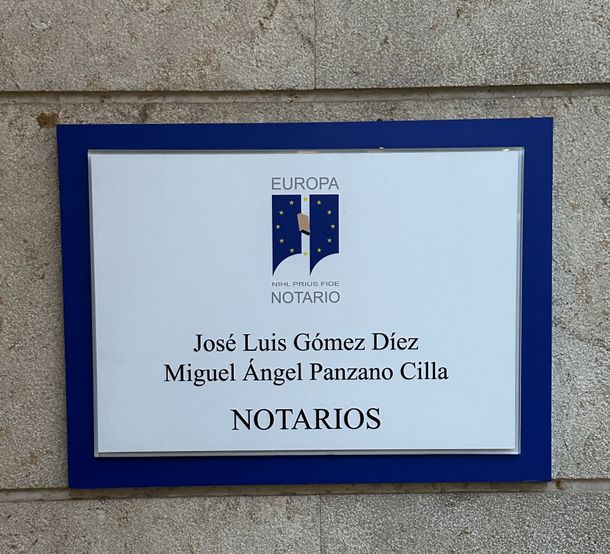 EUROPA
NIHL PRIUS FIDE
NOTARIO
José Luis Gómez Díez
Miguel Ángel Panzano Cilla
NOTARIOS